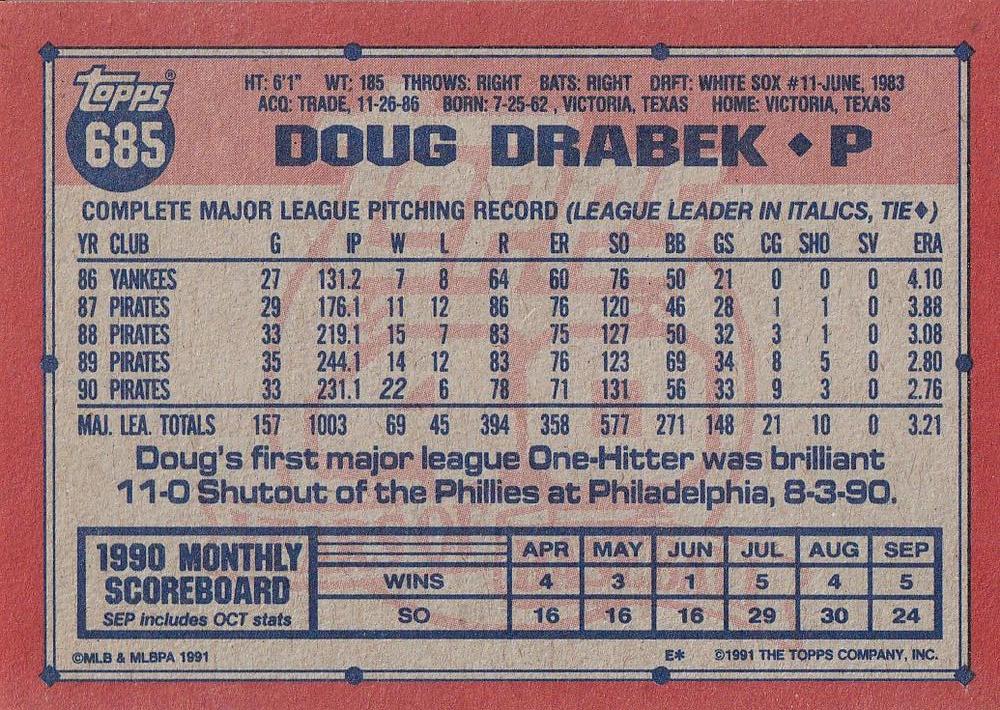 Topps®
685
HT: 6'1" WT: 185 THROWS: RIGHT BATS: RIGHT DRFT: WHITE SOX #11-JUNE, 1983
ACQ: TRADE, 11-26-86 BORN: 7-25-62, VICTORIA, TEXAS HOME: VICTORIA, TEXAS
DOUG DRABEK ♦ P
COMPLETE MAJOR LEAGUE PITCHING RECORD (LEAGUE LEADER IN ITALICS, TIE♦)
YR CLUB G IP W L R ER SO BB GS CG SHO SV ERA
86 YANKEES 27 131.2 7 8 64 60 76 50 21 0 0 0 4.10
87 PIRATES 29 176.1 11 12 86 76 120 46 28 1 1 0 3.88
88 PIRATES 33 219.1 15 7 83 75 127 50 32 3 1 0 3.08
89 PIRATES 35 244.1 14 12 83 76 123 69 34 8 5 0 2.80
90 PIRATES 33 231.1 22 6 78 71 131 56 33 9 3 0 2.76
MAJ. LEA. TOTALS 157 1003 69 45 394 358 577 271 148 21 10 0 3.21
Doug's first major league One-Hitter was brilliant
11-0 Shutout of the Phillies at Philadelphia, 8-3-90.
1990 MONTHLY
SCOREBOARD
SEP includes OCT stats
APR MAY JUN JUL AUG SEP
WINS 4 3 1 5 4 5
SO 16 16 16 29 30 24
©MLB & MLBPA 1991 E* ©1991 THE TOPPS COMPANY, INC.